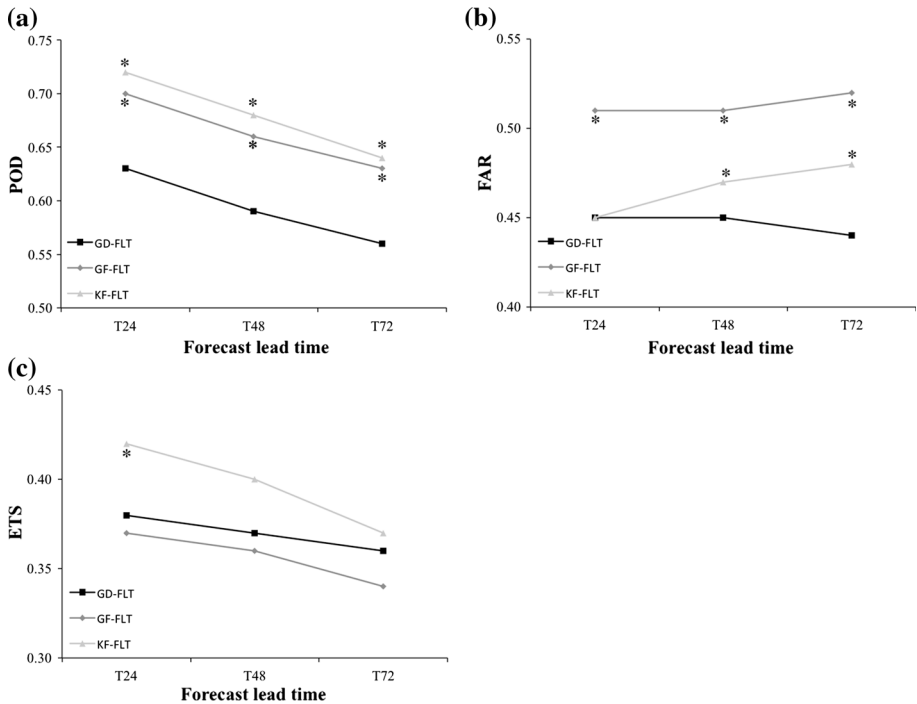 (a)
0.75
0.70
0.65
0.60
0.55
0.50
POD
* * *
* * *
GD-FLT
GF-FLT
KF-FLT
T24 T48 T72
Forecast lead time
(b)
0.55
0.50
0.45
0.40
FAR
* * *
* *
GD-FLT
GF-FLT
KF-FLT
T24 T48 T72
Forecast lead time
(c)
0.45
0.40
0.35
0.30
ETS
*
GD-FLT
GF-FLT
KF-FLT
T24 T48 T72
Forecast lead time